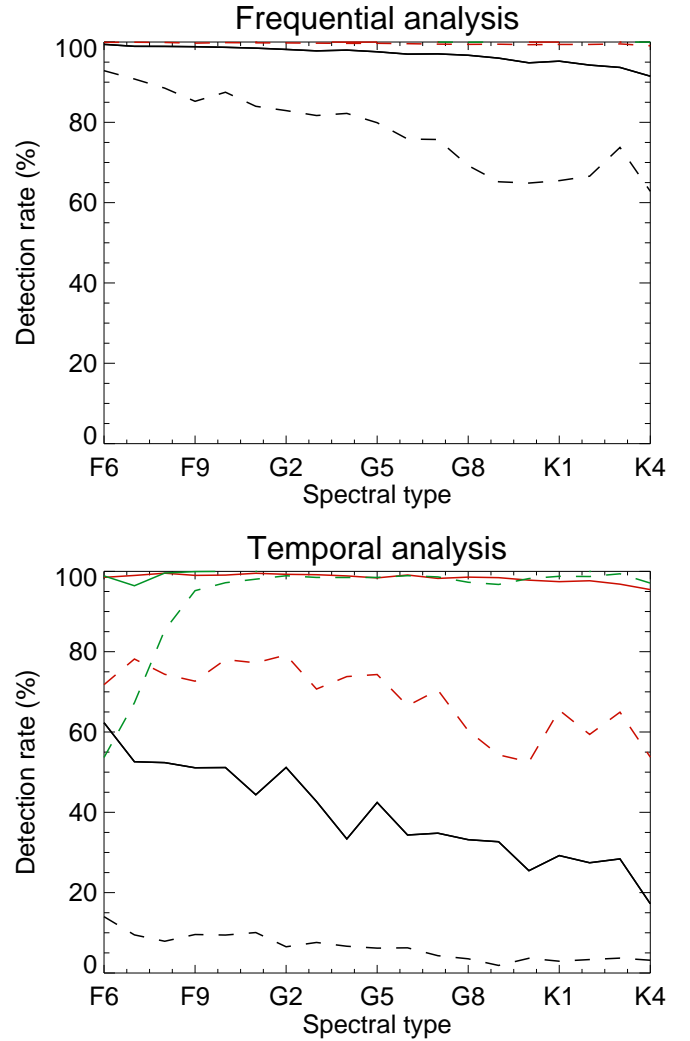 Frequential analysis
100
80
60
40
20
0
Detection rate (%)
F6 F9 G2 G5 G8 K1 K4
Spectral type
Temporal analysis
100
80
60
40
20
0
Detection rate (%)
F6 F9 G2 G5 G8 K1 K4
Spectral type